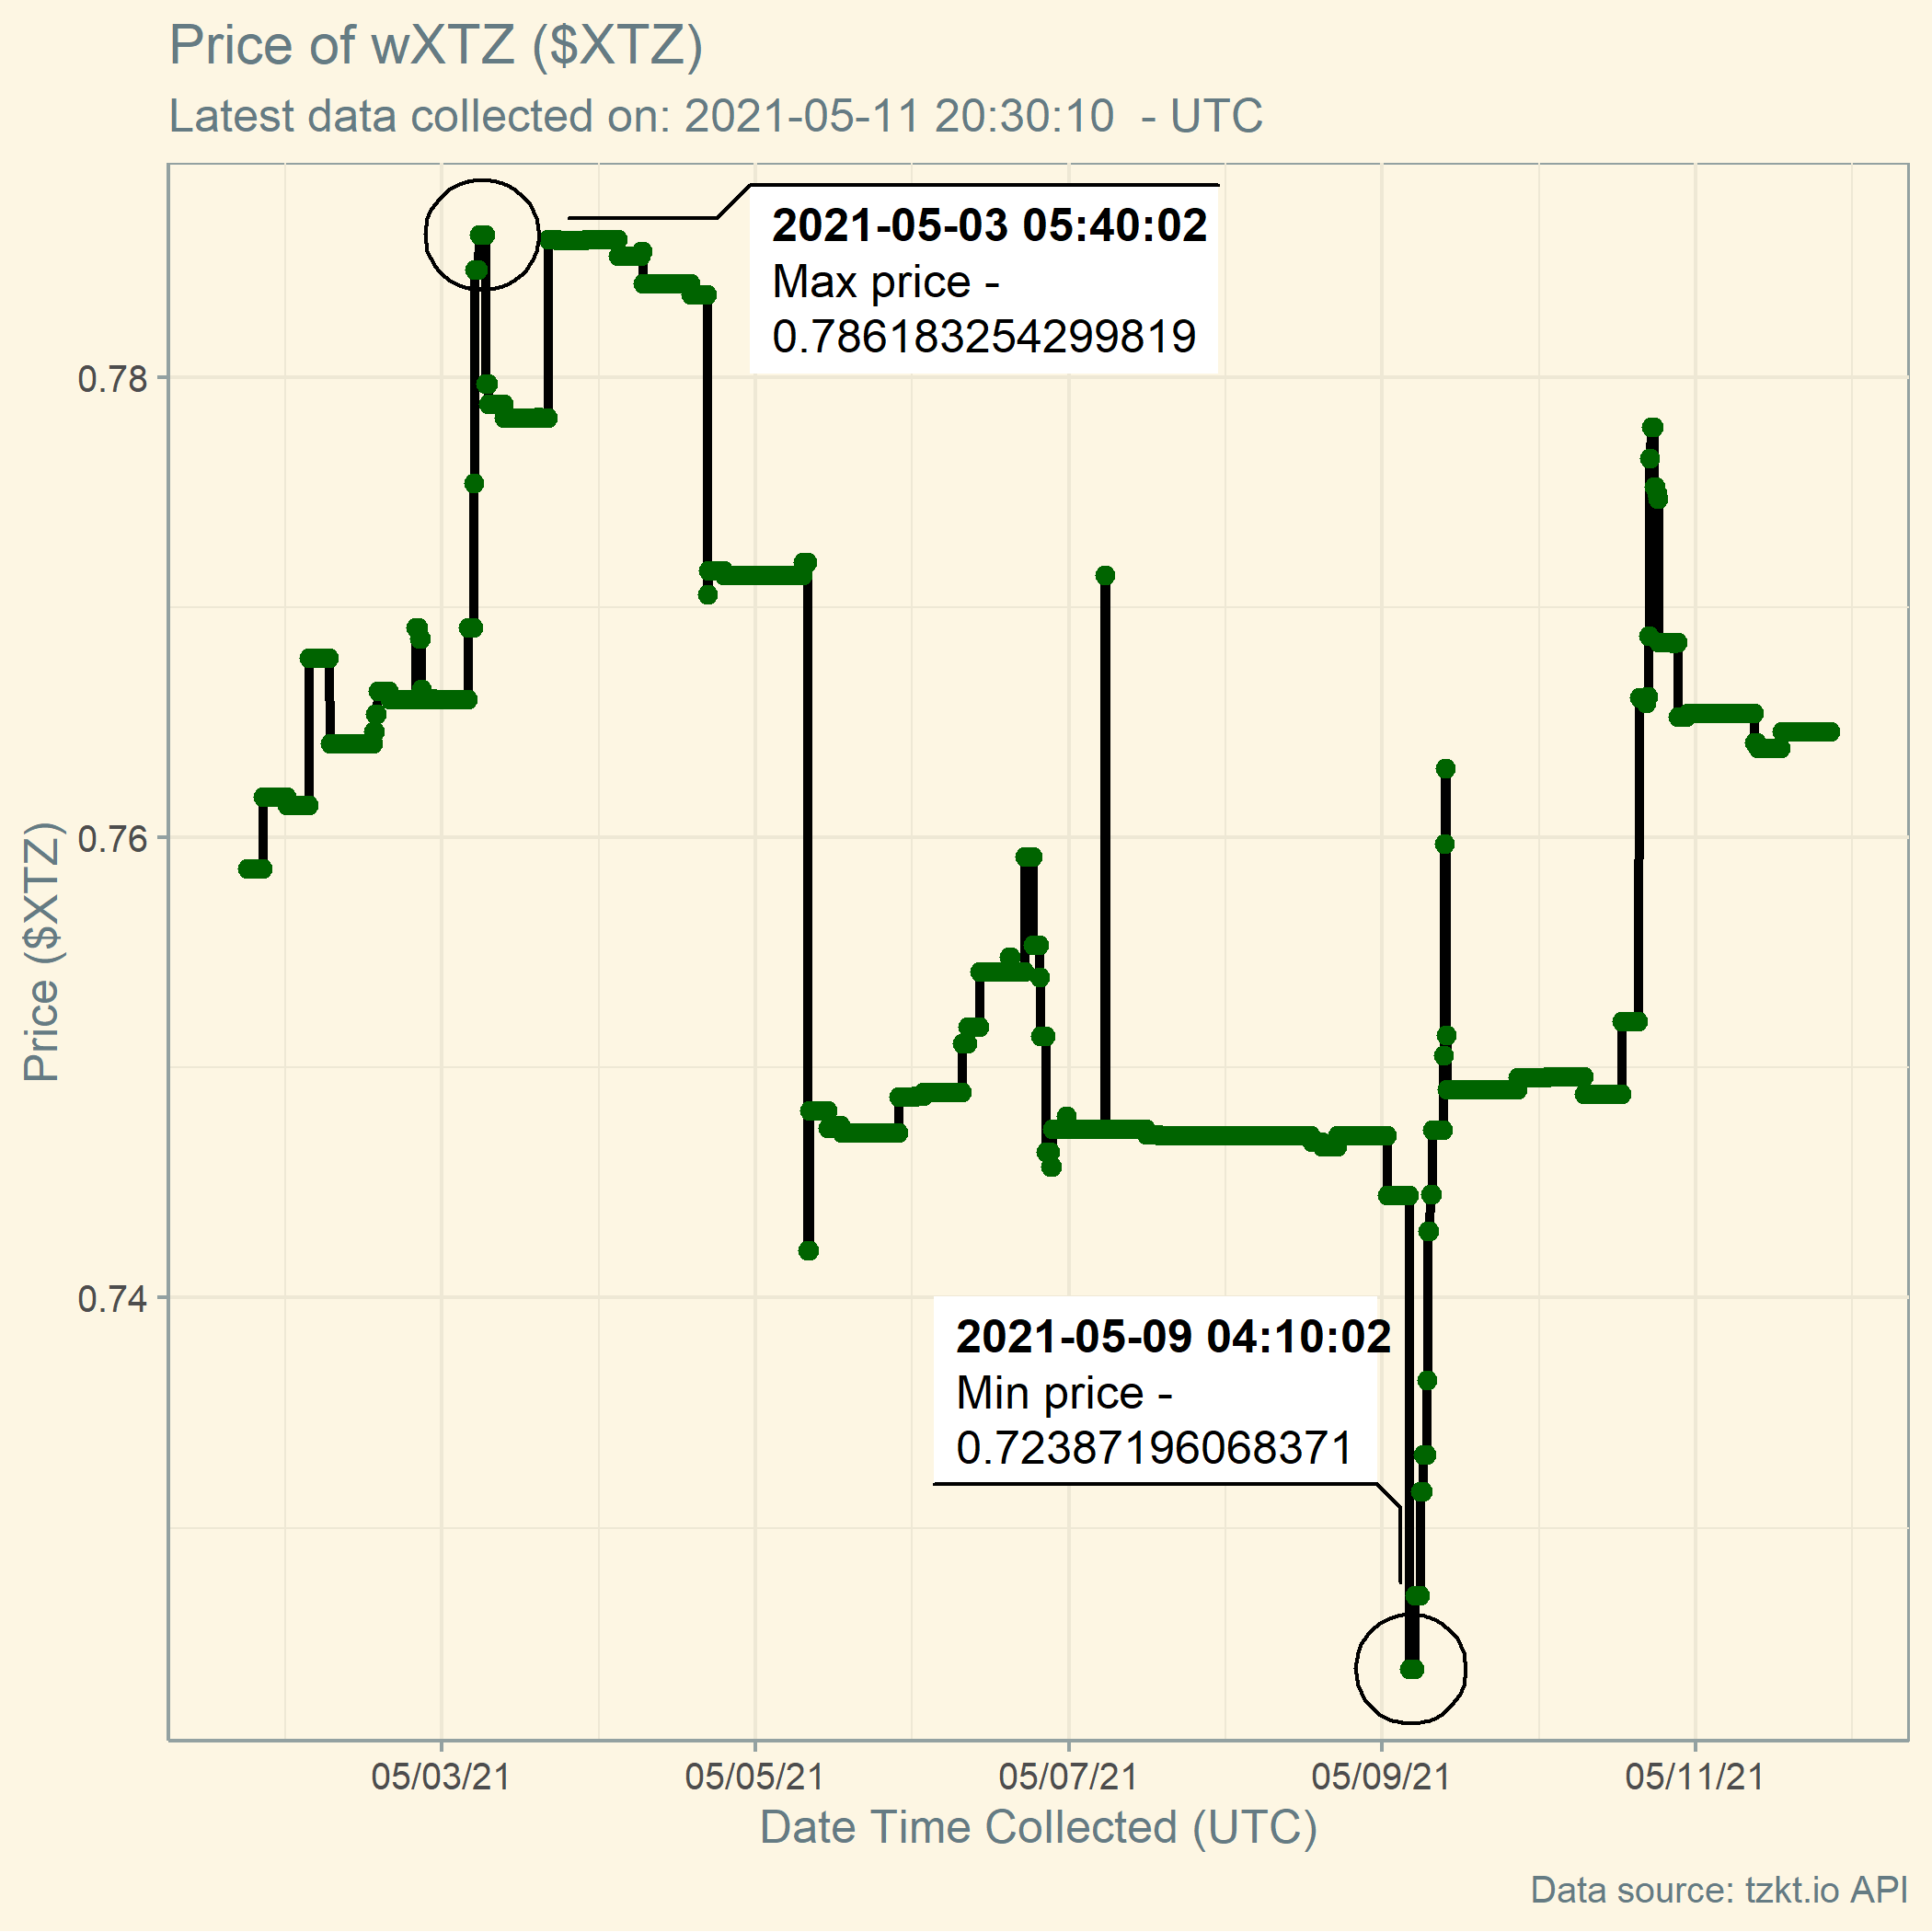 Price of wXTZ ($XTZ)
Latest data collected on: 2021-05-11 20:30:10  - UTC
2021-05-03 05:40:02
Max price -
0.786183254299819
0.78
0.76
0.74
Price ($XTZ)
2021-05-09 04:10:02
Min price -
0.72387196068371
05/03/21
05/05/21
05/07/21
05/09/21
05/11/21
Date Time Collected (UTC)
Data source: tzkt.io API